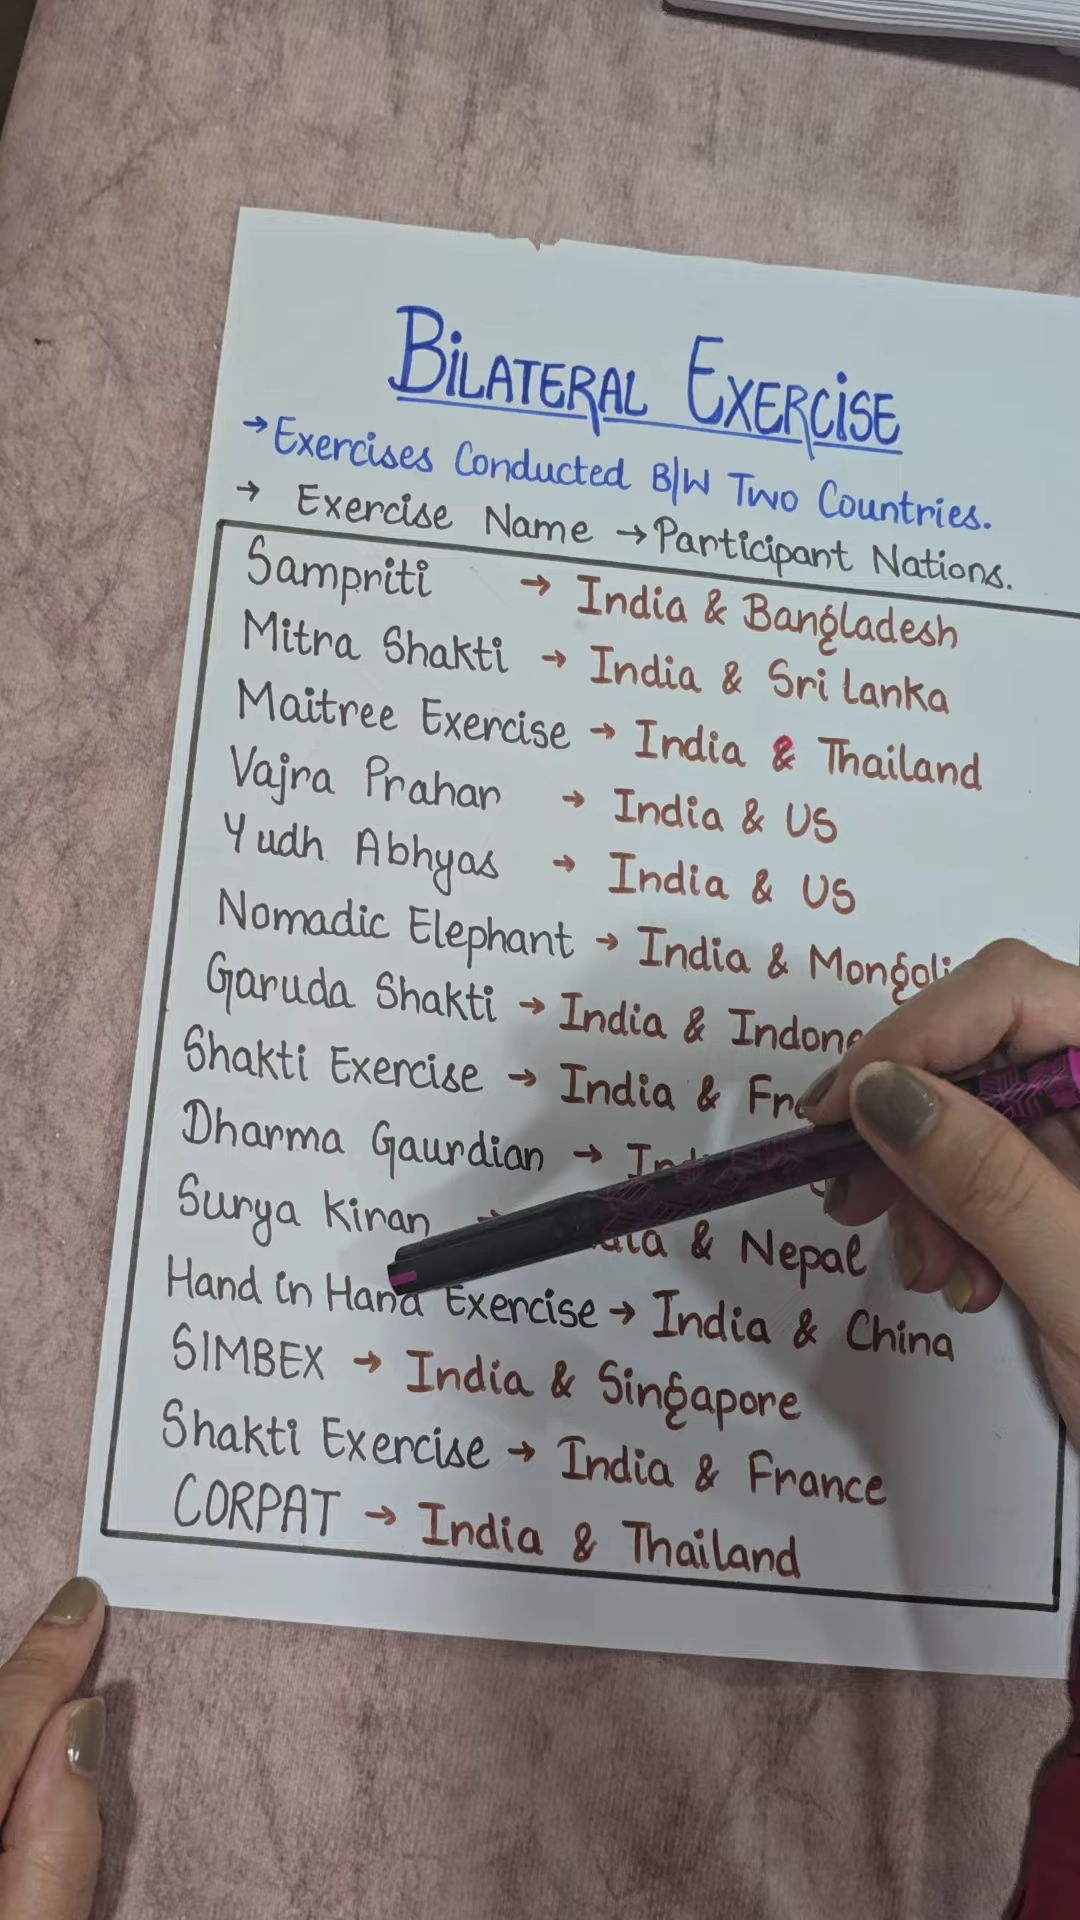 BILATERAL EXERCISE
→ Exercises Conducted B/W Two Countries.
→ Exercise Name → Participant Nations.
Sampriti → India & Bangladesh
Mitra Shakti → India & Sri Lanka
Maitree Exercise → India & Thailand
Vajra Prahar → India & US
Yudh Abhyas → India & US
Nomadic Elephant → India & Mongoli
Garuda Shakti → India & Indone
Shakti Exercise → India &
Dharma Gaurdian →
Surya Kiran → & Nepal
Hand in Hand Exercise → India & China
SIMBEX → India & Singapore
Shakti Exercise → India & France
CORPAT → India & Thailand